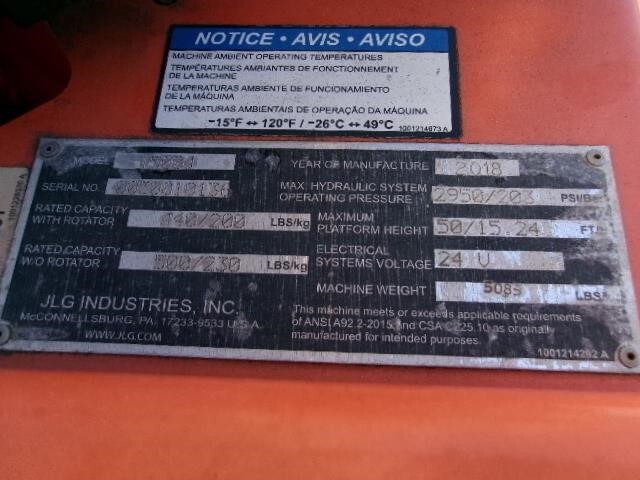 NOTICE • AVIS • AVISO
MACHINE AMBIENT OPERATING TEMPERATURES
TEMPÉRATURES AMBIANTES DE FONCTIONNEMENT
DE LA MACHINE
TEMPERATURAS AMBIENTE DE FUNCIONAMIENTO
DE LA MÁQUINA
TEMPERATURAS AMBIENTAIS DE OPERAÇÃO DA MÁQUINA
-15°F ↔ 120°F / -26°C ↔ 49°C
1001214673 A
MODEL
YEAR OF MANUFACTURE 2018
SERIAL NO.
MAX. HYDRAULIC SYSTEM
OPERATING PRESSURE 2950/203
RATED CAPACITY
WITH ROTATOR 440/200 LBS/kg
MAXIMUM
PLATFORM HEIGHT 50/15.24
RATED CAPACITY
W/O ROTATOR 500/230 LBS/kg
ELECTRICAL
SYSTEMS VOLTAGE 24 V
MACHINE WEIGHT
JLG INDUSTRIES, INC.
McCONNELLSBURG, PA. 17233-9533 U.S.A.
WWW.JLG.COM
This machine meets or exceeds applicable requirements
of ANSI A92.2-2015 and CSA C225.10 as originally
manufactured for intended purposes.
1001214292 A